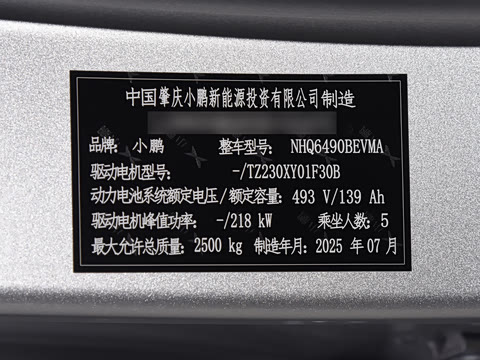 中国肇庆小鹏新能源投资有限公司制造
品牌：小鹏 整车型号：NHQ6490BEVMA
驱动电机型号：-/TZ230XY01F30B
动力电池系统额定电压/额定容量：493 V/139 Ah
驱动电机峰值功率：-/218 kW 乘坐人数：5
最大允许总质量：2500 kg 制造年月：2025 年 07 月